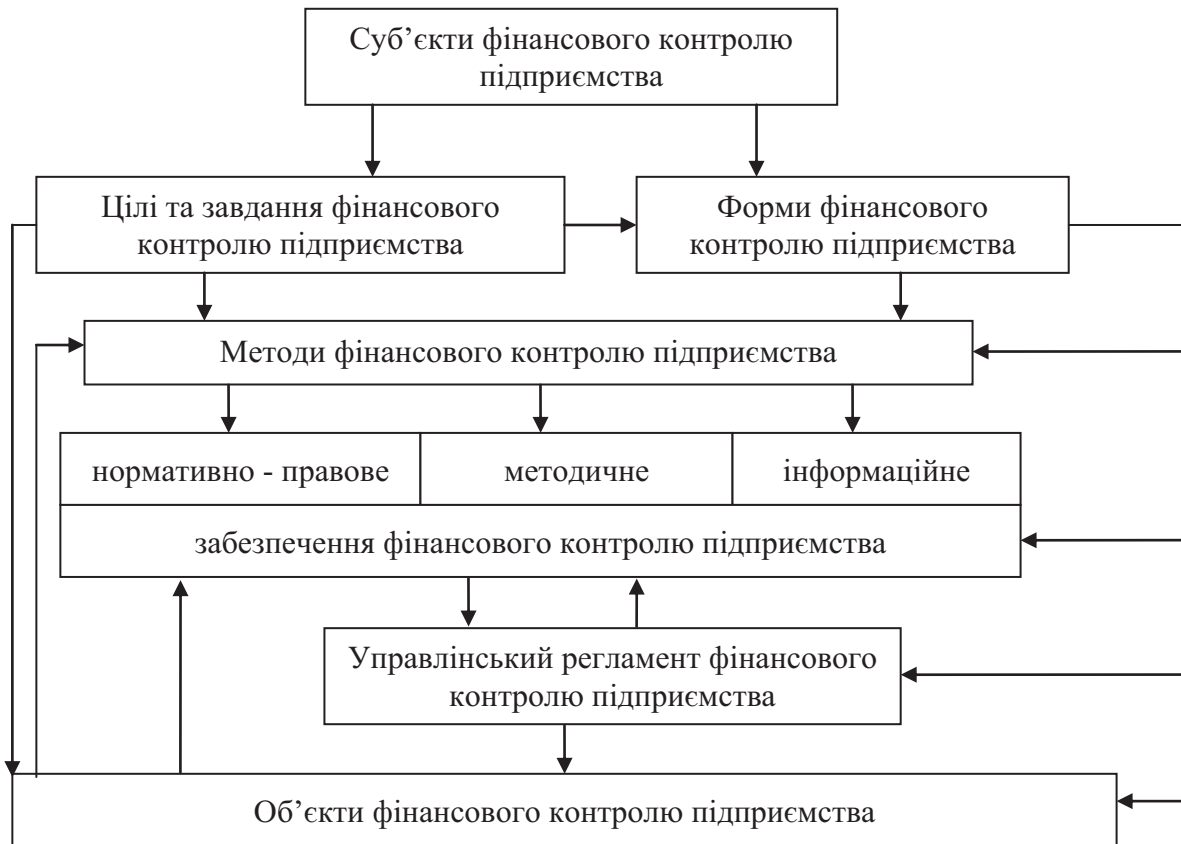 Суб’єкти фінансового контролю
підприємства
Цілі та завдання фінансового
контролю підприємства
Форми фінансового
контролю підприємства
Методи фінансового контролю підприємства
нормативно - правове
методичне
інформаційне
забезпечення фінансового контролю підприємства
Управлінський регламент фінансового
контролю підприємства
Об’єкти фінансового контролю підприємства